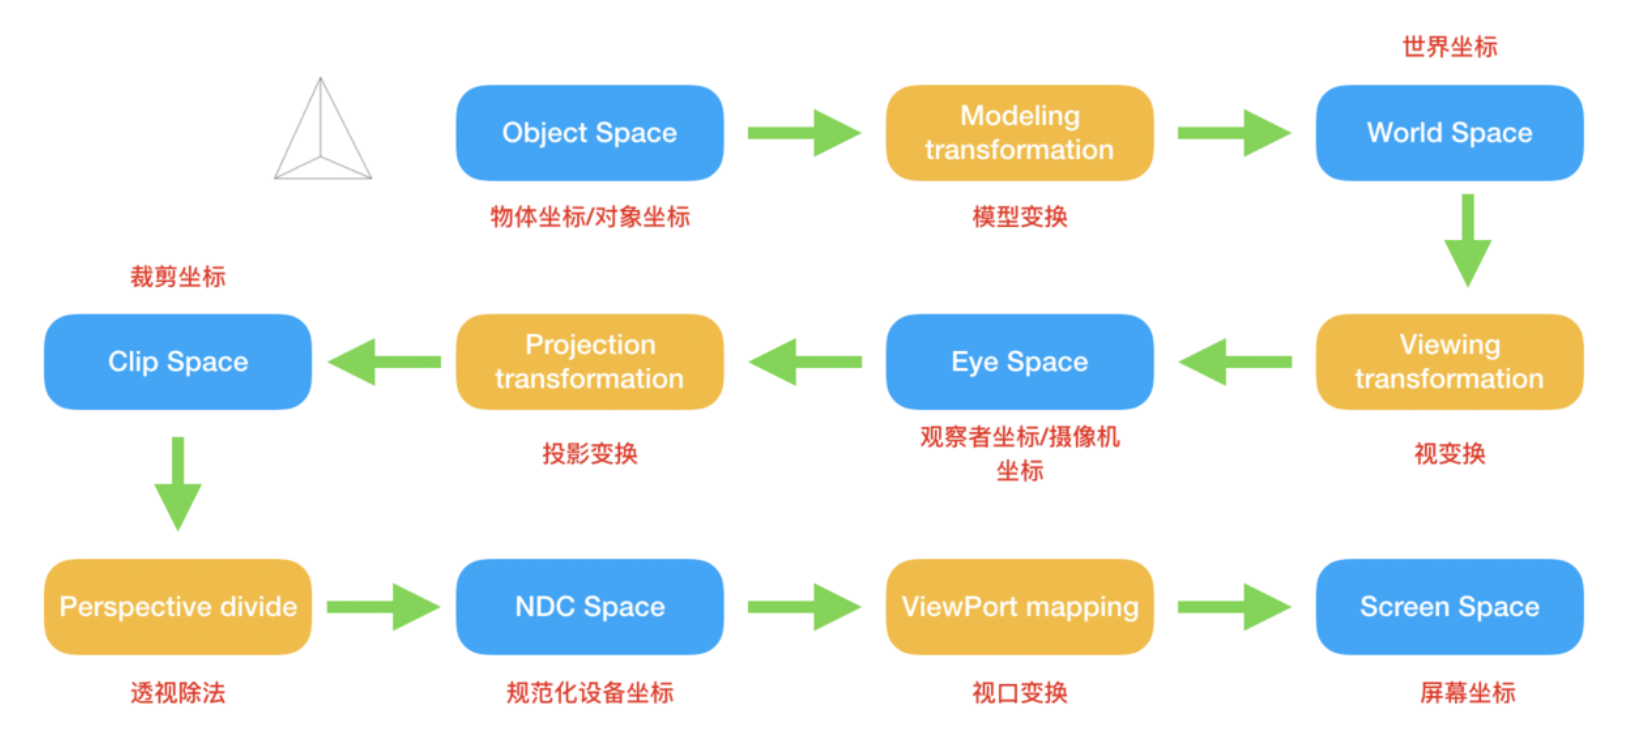 世界坐标
Object Space
Modeling
transformation
World Space
物体坐标/对象坐标
模型变换
裁剪坐标
Clip Space
Projection
transformation
Eye Space
Viewing
transformation
投影变换
观察者坐标/摄像机
坐标
视变换
Perspective divide
NDC Space
ViewPort mapping
Screen Space
透视除法
规范化设备坐标
视口变换
屏幕坐标